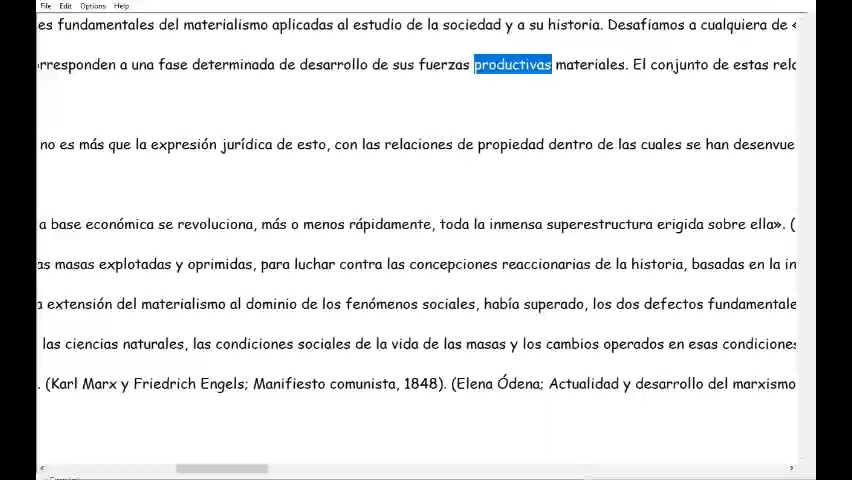 File Edit Options Help
es fundamentales del materialismo aplicadas al estudio de la sociedad y a su historia. Desafiamos a cualquiera de «
rresponden a una fase determinada de desarrollo de sus fuerzas productivas materiales. El conjunto de estas relc
no es más que la expresión jurídica de esto, con las relaciones de propiedad dentro de las cuales se han desenvue
a base económica se revoluciona, más o menos rápidamente, toda la inmensa superestructura erigida sobre ella». (
as masas explotadas y oprimidas, para luchar contra las concepciones reaccionarias de la historia, basadas en la in
extensión del materialismo al dominio de los fenómenos sociales, había superado, los dos defectos fundamentale
las ciencias naturales, las condiciones sociales de la vida de las masas y los cambios operados en esas condiciones
. (Karl Marx y Friedrich Engels; Manifiesto comunista, 1848). (Elena Ódena; Actualidad y desarrollo del marxismo